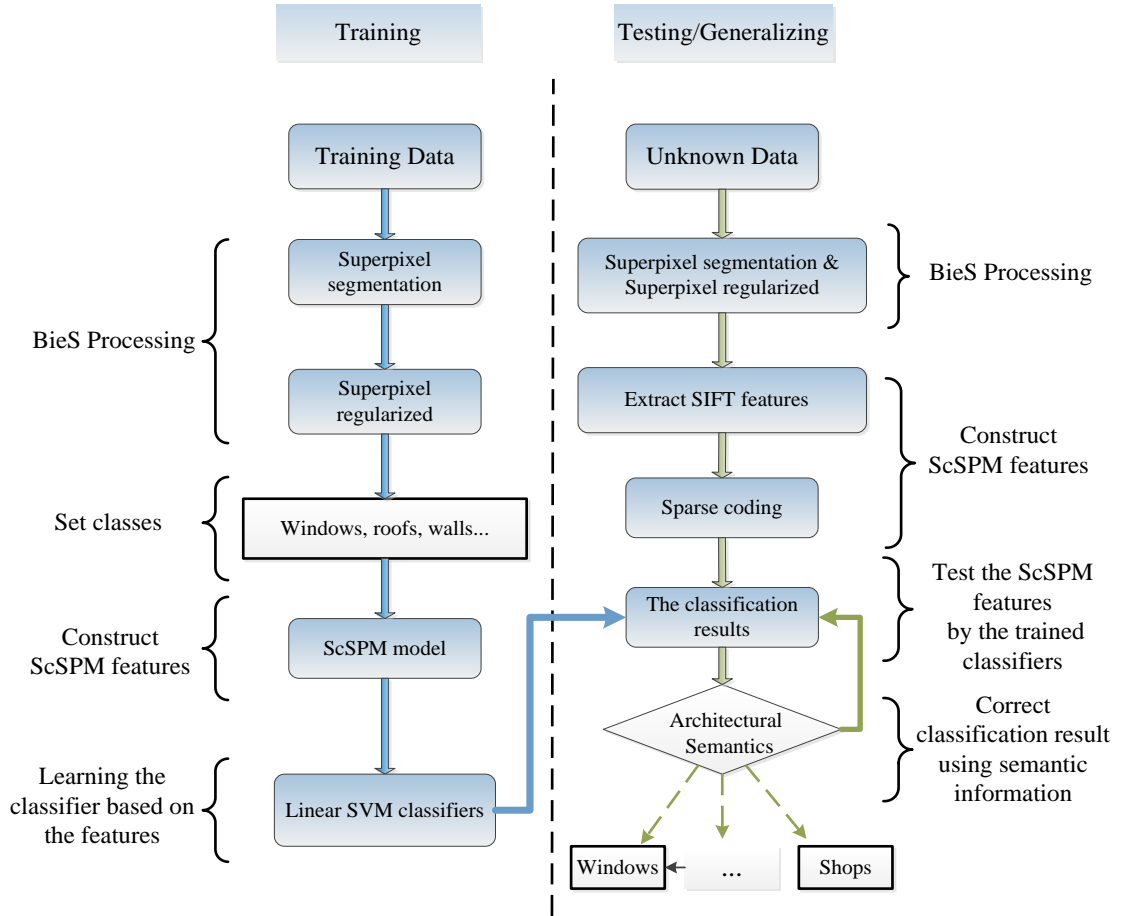 Training
Testing/Generalizing
Training Data
Superpixel
segmentation
Superpixel
regularized
Windows, roofs, walls...
ScSPM model
Linear SVM classifiers
BieS Processing
Set classes
Construct
ScSPM features
Learning the
classifier based on
the features
Unknown Data
Superpixel segmentation &
Superpixel regularized
Extract SIFT features
Sparse coding
The classification
results
Architectural
Semantics
Windows
...
Shops
BieS Processing
Construct
ScSPM features
Test the ScSPM
features
by the trained
classifiers
Correct
classification result
using semantic
information